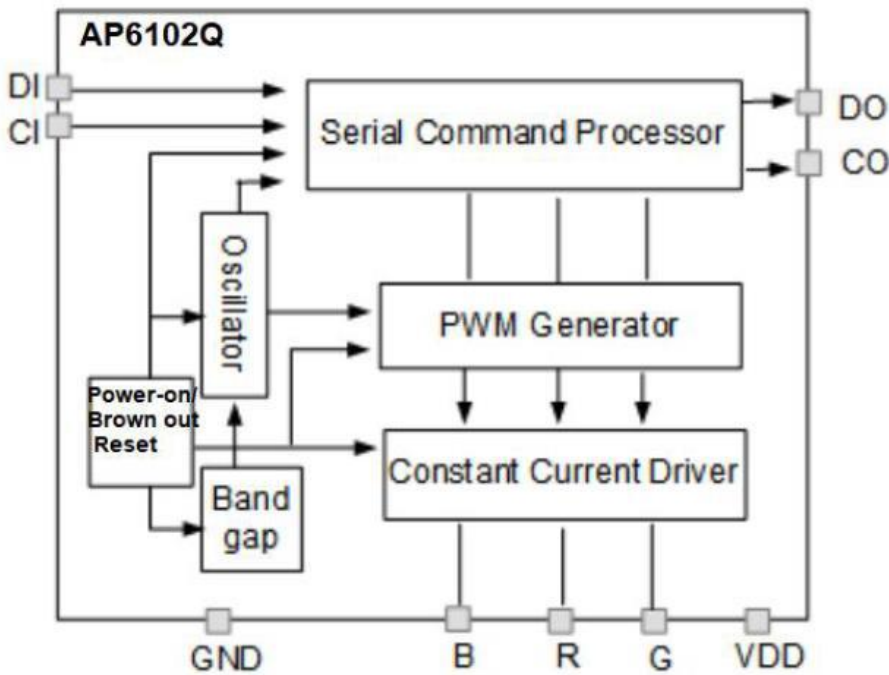 AP6102Q
DI
CI
Serial Command Processor
DO
CO
Oscillator
PWM Generator
Power-on/
Brown out
Reset
Constant Current Driver
Band
gap
GND
B
R
G
VDD